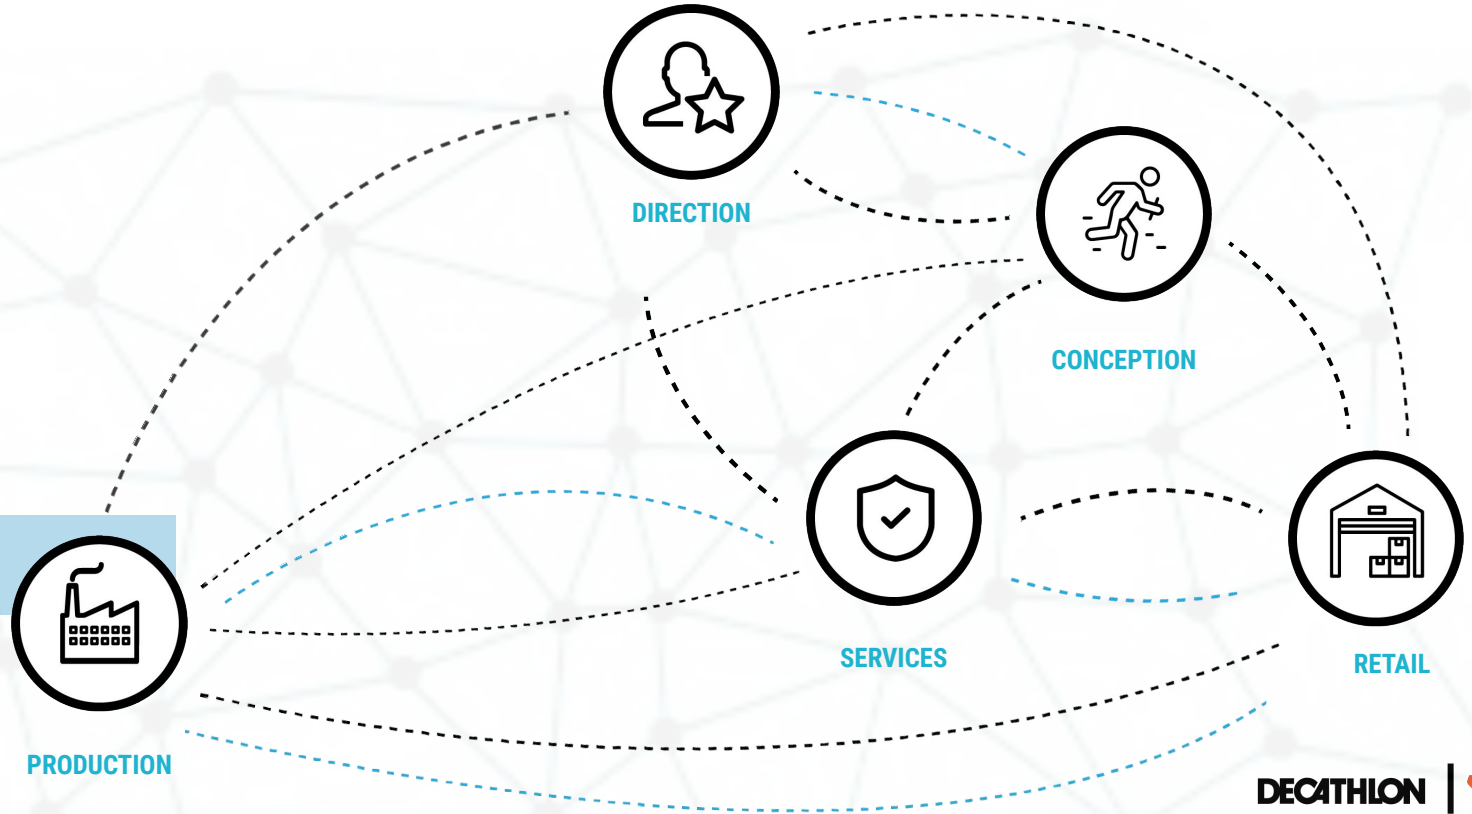 DIRECTION
CONCEPTION
SERVICES
RETAIL
PRODUCTION
DECATHLON